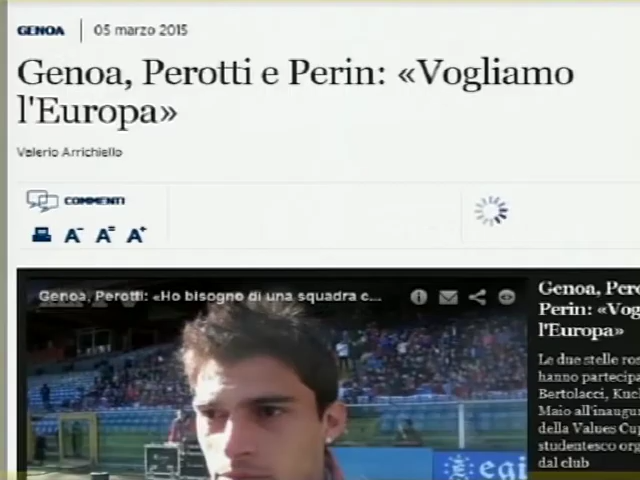 GENOA
05 marzo 2015
Genoa, Perotti e Perin: «Vogliamo
l'Europa»
Valerio Arrichiello
COMMENTI
A- A= A+
Genoa, Perotti: «Ho bisogno di una squadra c...
Genoa, Pero
Perin: «Vog
l'Europa»
Le due stelle ros
hanno partecipa
Bertolacci, Kuc
Maio all'inaugu
della Values Cup
studentesco org
dal club
egi